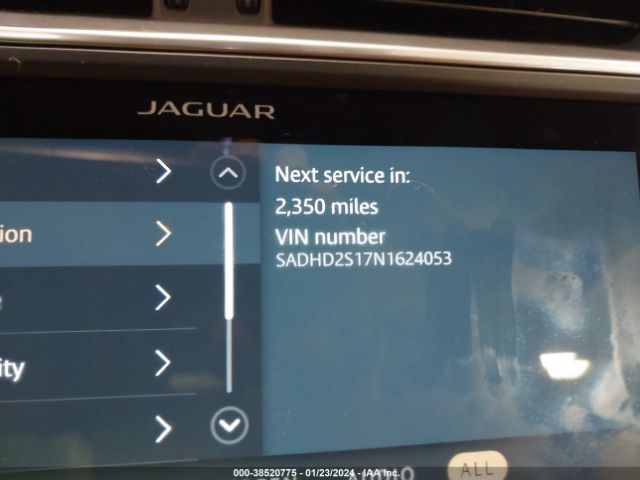 JAGUAR
Next service in:
2,350 miles
VIN number
SADHD2S17N1624053
ion
ity
ALL
000-38520775 - 01/23/2024 - IAA Inc.